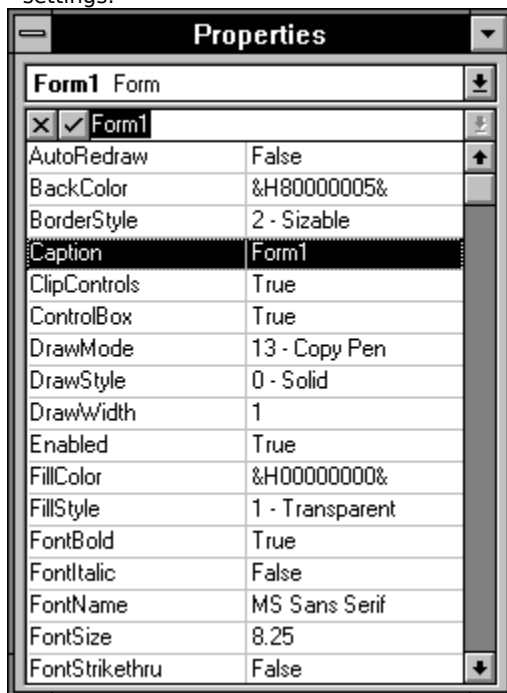 settings.
Properties
Form1 Form
Form1
AutoRedraw False
BackColor &H80000005&
BorderStyle 2 - Sizable
Caption Form1
ClipControls True
ControlBox True
DrawMode 13 - Copy Pen
DrawStyle 0 - Solid
DrawWidth 1
Enabled True
FillColor &H00000000&
FillStyle 1 - Transparent
FontBold True
FontItalic False
FontName MS Sans Serif
FontSize 8.25
FontStrikethru False